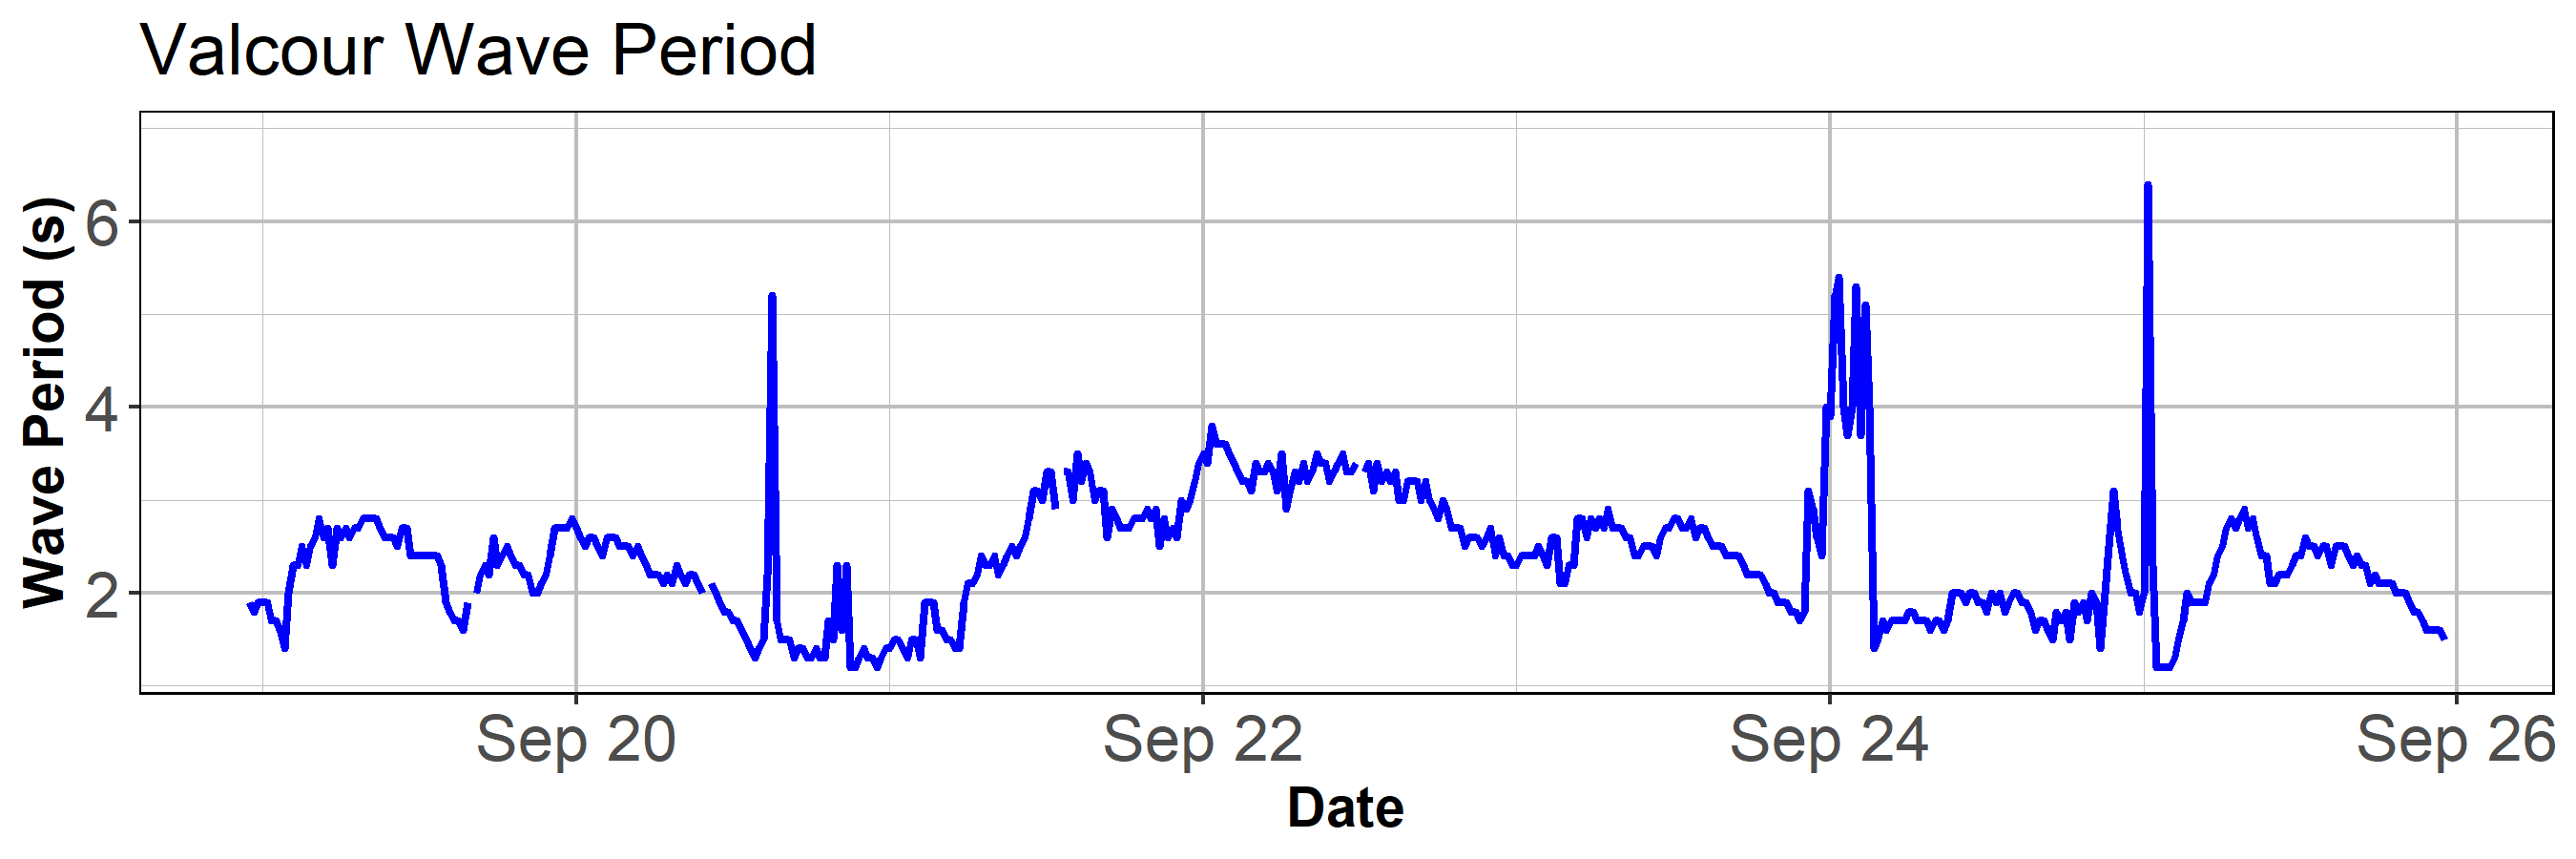 Valcour Wave Period
Wave Period (s)
6
4
2
Sep 20 Sep 22 Sep 24 Sep 26
Date